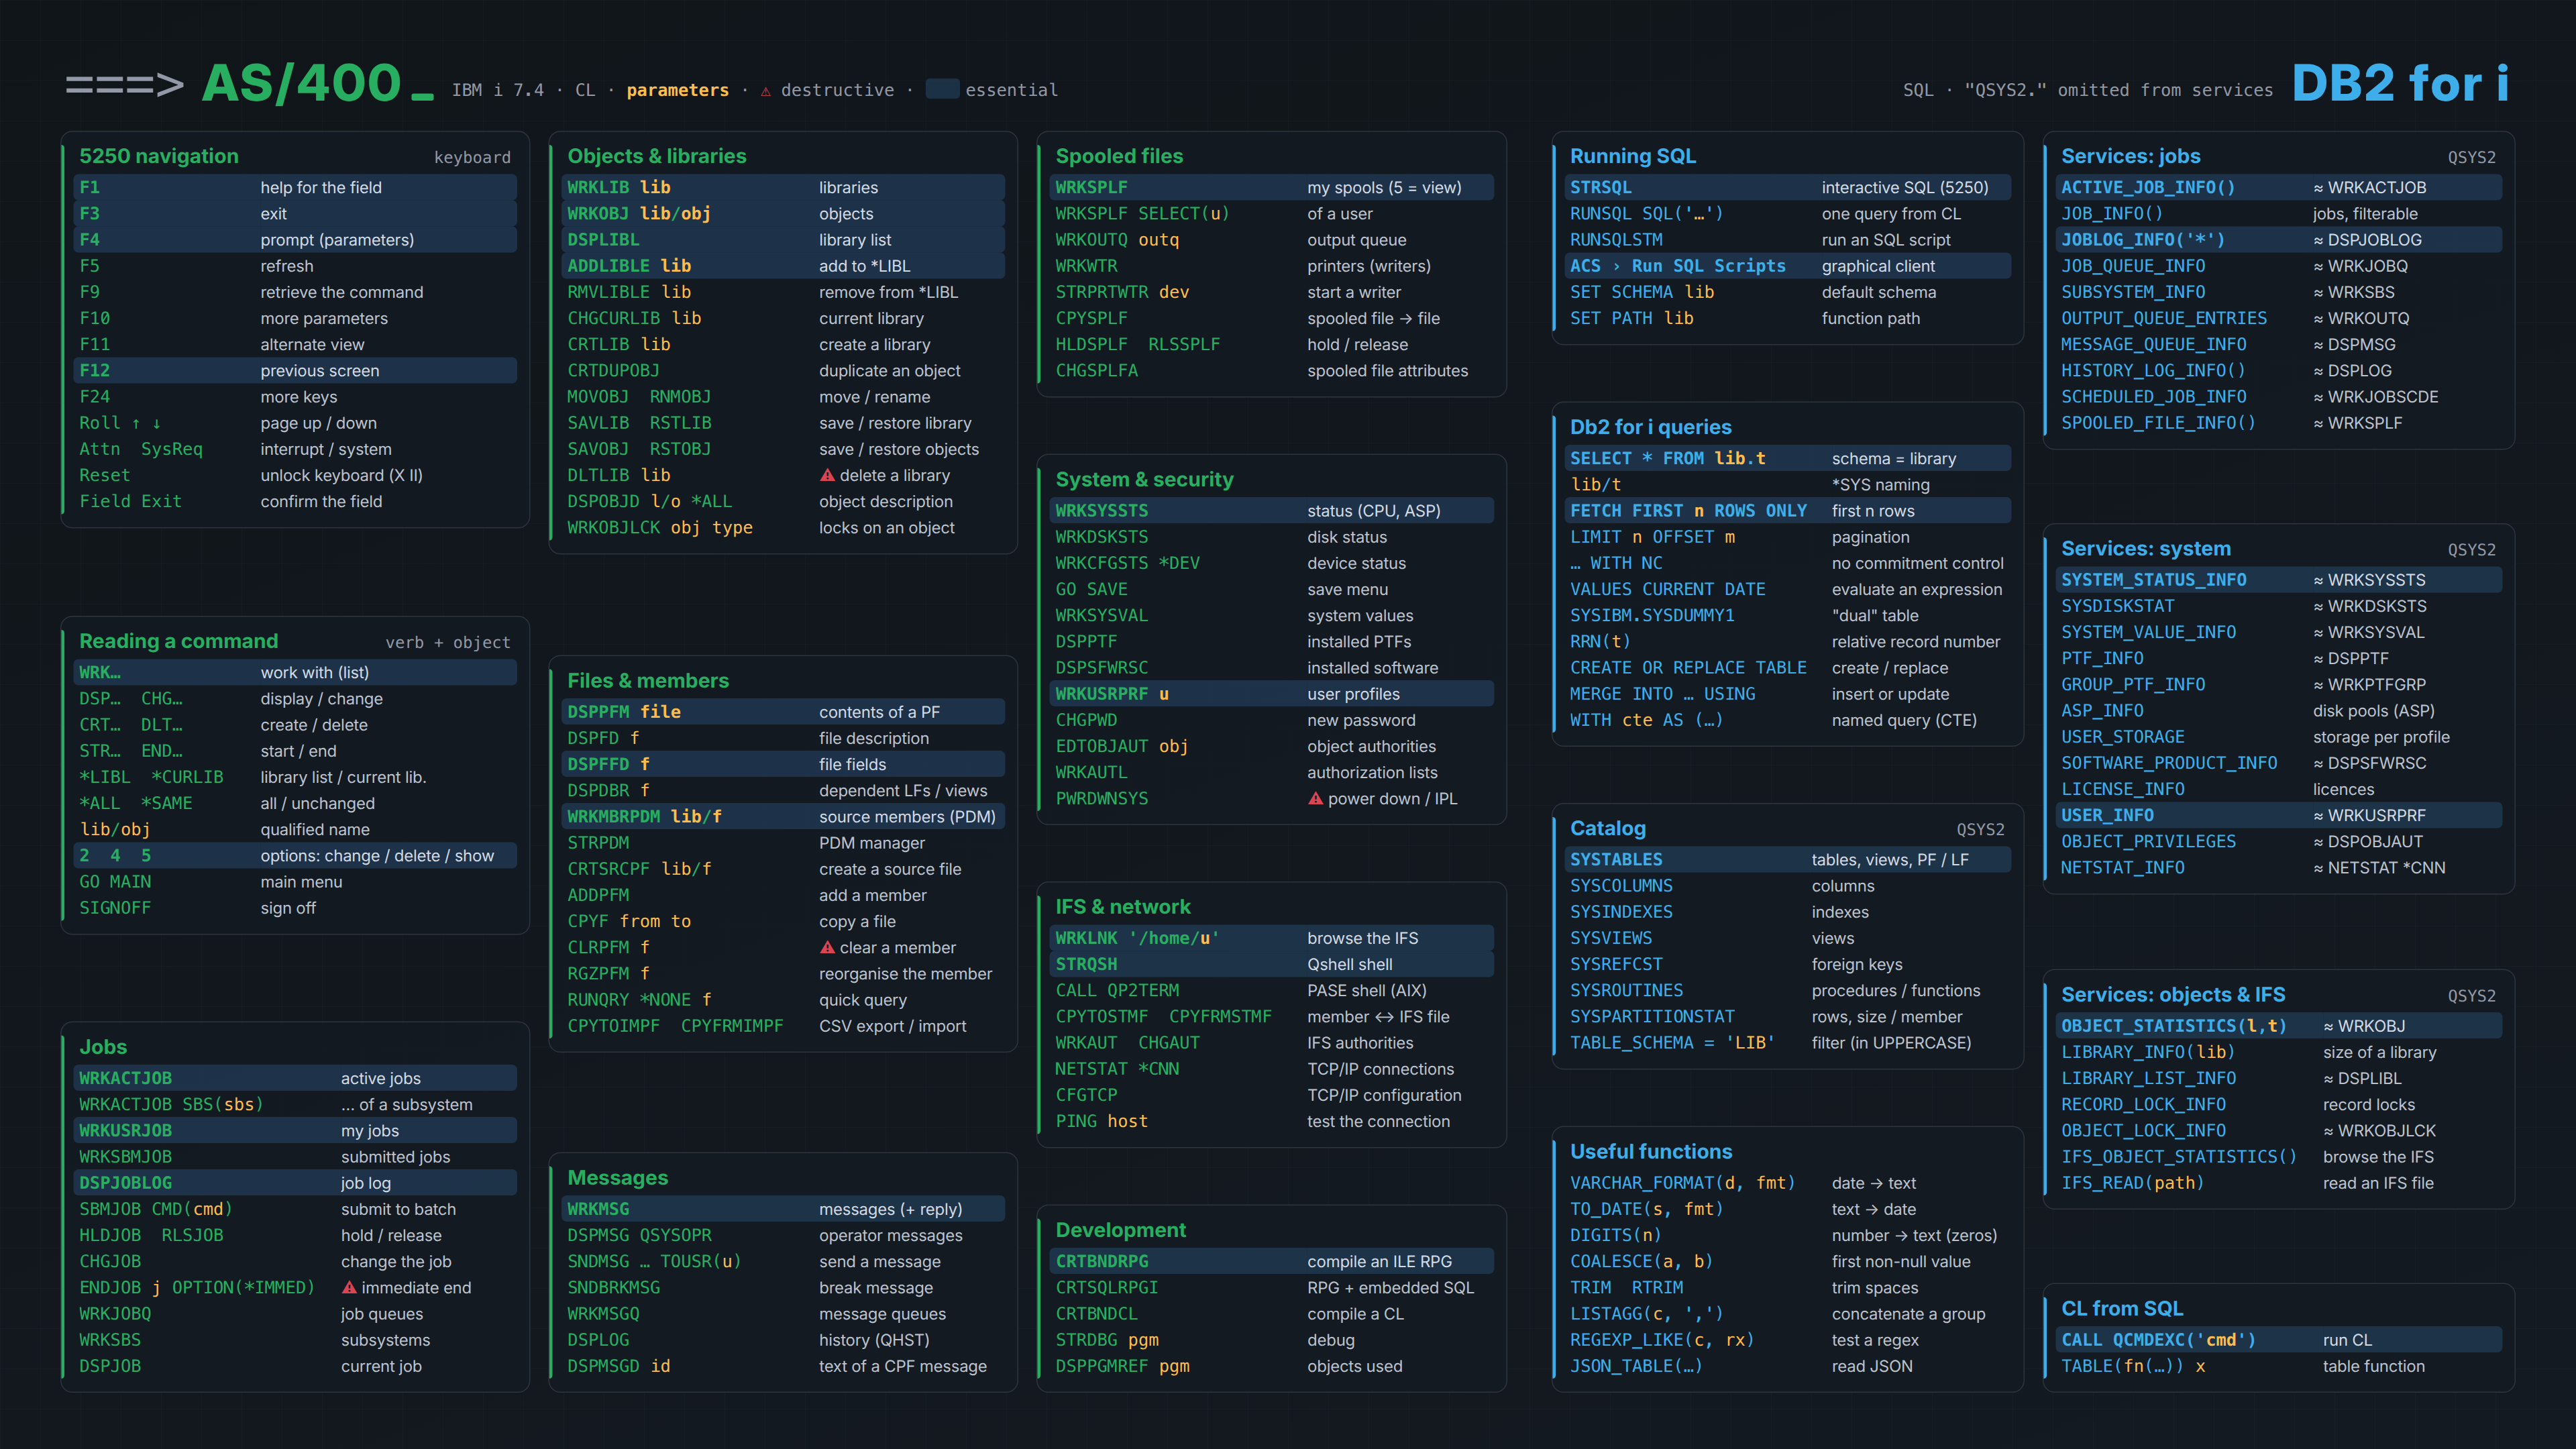 ===> AS/400_ IBM i 7.4 · CL · parameters · ⚠ destructive · essential
SQL · "QSYS2." omitted from services DB2 for i
5250 navigation keyboard
F1 help for the field
F3 exit
F4 prompt (parameters)
F5 refresh
F9 retrieve the command
F10 more parameters
F11 alternate view
F12 previous screen
F24 more keys
Roll ↑ ↓ page up / down
Attn SysReq interrupt / system
Reset unlock keyboard (X II)
Field Exit confirm the field
Reading a command verb + object
WRK… work with (list)
DSP… CHG… display / change
CRT… DLT… create / delete
STR… END… start / end
*LIBL *CURLIB library list / current lib.
*ALL *SAME all / unchanged
lib/obj qualified name
2 4 5 options: change / delete / show
GO MAIN main menu
SIGNOFF sign off
Jobs
WRKACTJOB active jobs
WRKACTJOB SBS(sbs) … of a subsystem
WRKUSRJOB my jobs
WRKSBMJOB submitted jobs
DSPJOBLOG job log
SBMJOB CMD(cmd) submit to batch
HLDJOB RLSJOB hold / release
CHGJOB change the job
ENDJOB j OPTION(*IMMED) ⚠ immediate end
WRKJOBQ job queues
WRKSBS subsystems
DSPJOB current job
Objects & libraries
WRKLIB lib libraries
WRKOBJ lib/obj objects
DSPLIBL library list
ADDLIBLE lib add to *LIBL
RMVLIBLE lib remove from *LIBL
CHGCURLIB lib current library
CRTLIB lib create a library
CRTDUPOBJ duplicate an object
MOVOBJ RNMOBJ move / rename
SAVLIB RSTLIB save / restore library
SAVOBJ RSTOBJ save / restore objects
DLTLIB lib ⚠ delete a library
DSPOBJD l/o *ALL object description
WRKOBJLCK obj type locks on an object
Files & members
DSPPFM file contents of a PF
DSPFD f file description
DSPFFD f file fields
DSPDBR f dependent LFs / views
WRKMBRPDM lib/f source members (PDM)
STRPDM PDM manager
CRTSRCPF lib/f create a source file
ADDPFM add a member
CPYF from to copy a file
CLRPFM f ⚠ clear a member
RGZPFM f reorganise the member
RUNQRY *NONE f quick query
CPYTOIMPF CPYFRMIMPF CSV export / import
Messages
WRKMSG messages (+ reply)
DSPMSG QSYSOPR operator messages
SNDMSG … TOUSR(u) send a message
SNDBRKMSG break message
WRKMSGQ message queues
DSPLOG history (QHST)
DSPMSGD id text of a CPF message
Spooled files
WRKSPLF my spools (5 = view)
WRKSPLF SELECT(u) of a user
WRKOUTQ outq output queue
WRKWTR printers (writers)
STRPRTWTR dev start a writer
CPYSPLF spooled file → file
HLDSPLF RLSSPLF hold / release
CHGSPLFA spooled file attributes
System & security
WRKSYSSTS status (CPU, ASP)
WRKDSKSTS disk status
WRKCFGSTS *DEV device status
GO SAVE save menu
WRKSYSVAL system values
DSPPTF installed PTFs
DSPSFWRSC installed software
WRKUSRPRF u user profiles
CHGPWD new password
EDTOBJAUT obj object authorities
WRKAUTL authorization lists
PWRDWNSYS ⚠ power down / IPL
IFS & network
WRKLNK '/home/u' browse the IFS
STRQSH Qshell shell
CALL QP2TERM PASE shell (AIX)
CPYTOSTMF CPYFRMSTMF member ↔ IFS file
WRKAUT CHGAUT IFS authorities
NETSTAT *CNN TCP/IP connections
CFGTCP TCP/IP configuration
PING host test the connection
Development
CRTBNDRPG compile an ILE RPG
CRTSQLRPGI RPG + embedded SQL
CRTBNDCL compile a CL
STRDBG pgm debug
DSPPGMREF pgm objects used
Running SQL
STRSQL interactive SQL (5250)
RUNSQL SQL('…') one query from CL
RUNSQLSTM run an SQL script
ACS › Run SQL Scripts graphical client
SET SCHEMA lib default schema
SET PATH lib function path
Db2 for i queries
SELECT * FROM lib.t schema = library
lib/t *SYS naming
FETCH FIRST n ROWS ONLY first n rows
LIMIT n OFFSET m pagination
… WITH NC no commitment control
VALUES CURRENT DATE evaluate an expression
SYSIBM.SYSDUMMY1 "dual" table
RRN(t) relative record number
CREATE OR REPLACE TABLE create / replace
MERGE INTO … USING insert or update
WITH cte AS (…) named query (CTE)
Catalog QSYS2
SYSTABLES tables, views, PF / LF
SYSCOLUMNS columns
SYSINDEXES indexes
SYSVIEWS views
SYSREFCST foreign keys
SYSROUTINES procedures / functions
SYSPARTITIONSTAT rows, size / member
TABLE_SCHEMA = 'LIB' filter (in UPPERCASE)
Useful functions
VARCHAR_FORMAT(d, fmt) date → text
TO_DATE(s, fmt) text → date
DIGITS(n) number → text (zeros)
COALESCE(a, b) first non-null value
TRIM RTRIM trim spaces
LISTAGG(c, ',') concatenate a group
REGEXP_LIKE(c, rx) test a regex
JSON_TABLE(…) read JSON
Services: jobs QSYS2
ACTIVE_JOB_INFO() ≈ WRKACTJOB
JOB_INFO() jobs, filterable
JOBLOG_INFO('*') ≈ DSPJOBLOG
JOB_QUEUE_INFO ≈ WRKJOBQ
SUBSYSTEM_INFO ≈ WRKSBS
OUTPUT_QUEUE_ENTRIES ≈ WRKOUTQ
MESSAGE_QUEUE_INFO ≈ DSPMSG
HISTORY_LOG_INFO() ≈ DSPLOG
SCHEDULED_JOB_INFO ≈ WRKJOBSCDE
SPOOLED_FILE_INFO() ≈ WRKSPLF
Services: system QSYS2
SYSTEM_STATUS_INFO ≈ WRKSYSSTS
SYSDISKSTAT ≈ WRKDSKSTS
SYSTEM_VALUE_INFO ≈ WRKSYSVAL
PTF_INFO ≈ DSPPTF
GROUP_PTF_INFO ≈ WRKPTFGRP
ASP_INFO disk pools (ASP)
USER_STORAGE storage per profile
SOFTWARE_PRODUCT_INFO ≈ DSPSFWRSC
LICENSE_INFO licences
USER_INFO ≈ WRKUSRPRF
OBJECT_PRIVILEGES ≈ DSPOBJAUT
NETSTAT_INFO ≈ NETSTAT *CNN
Services: objects & IFS QSYS2
OBJECT_STATISTICS(l,t) ≈ WRKOBJ
LIBRARY_INFO(lib) size of a library
LIBRARY_LIST_INFO ≈ DSPLIBL
RECORD_LOCK_INFO record locks
OBJECT_LOCK_INFO ≈ WRKOBJLCK
IFS_OBJECT_STATISTICS() browse the IFS
IFS_READ(path) read an IFS file
CL from SQL
CALL QCMDEXC('cmd') run CL
TABLE(fn(…)) x table function